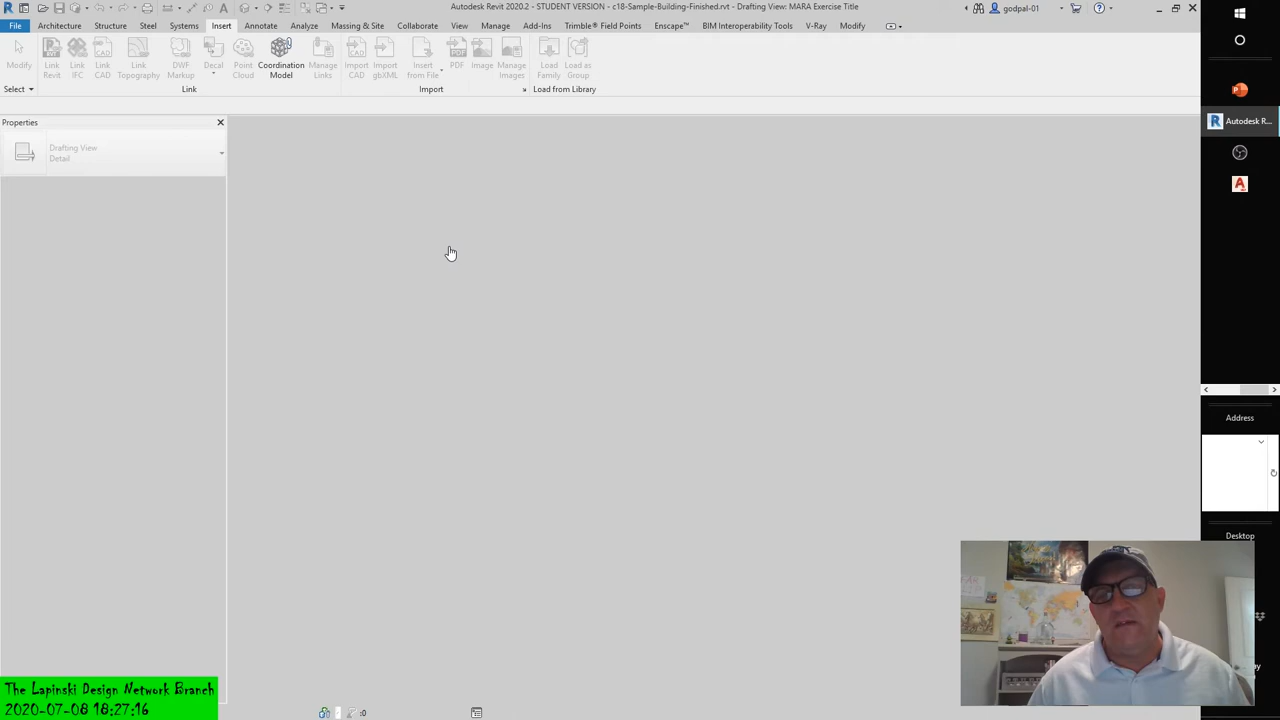 Autodesk Revit 2020.2 - STUDENT VERSION - c18-Sample-Building-Finished.rvt - Drafting View: MARA Exercise Title
godpal-01
File Architecture Structure Steel Systems Insert Annotate Analyze Massing & Site Collaborate View Manage Add-Ins Trimble® Field Points Enscape™ BIM Interoperability Tools V-Ray Modify
Modify
Link Revit
Link IFC
Link CAD
Link Topography
DWF Markup
Decal
Point Cloud
Coordination Model
Manage Links
Import CAD
Import gbXML
Insert from File
PDF
Image
Manage Images
Load Family
Load as Group
Select
Link
Import
Load from Library
Properties
Drafting View
Detail
Autodesk R...
Address
Desktop
:0
The Lapinski Design Network Branch
2020-07-08 18:27:16